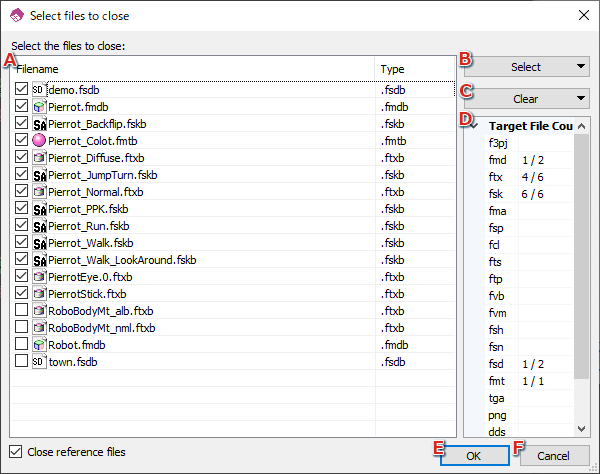 Select files to close
Select the files to close:
A Filename Type
demo.fsdb .fsdb
Pierrot.fmdb .fmdb
Pierrot_Backflip.fskb .fskb
Pierrot_Colot.fmtb .fmtb
Pierrot_Diffuse.ftxb .ftxb
Pierrot_JumpTurn.fskb .fskb
Pierrot_Normal.ftxb .ftxb
Pierrot_PPK.fskb .fskb
Pierrot_Run.fskb .fskb
Pierrot_Walk.fskb .fskb
Pierrot_Walk_LookAround.fskb .fskb
PierrotEye.0.ftxb .ftxb
PierrotStick.ftxb .ftxb
RoboBodyMt_alb.ftxb .ftxb
RoboBodyMt_nml.ftxb .ftxb
Robot.fmdb .fmdb
town.fsdb .fsdb
Close reference files
B Select
C Clear
D Target File Cou
f3pj
fmd 1 / 2
ftx 4 / 6
fsk 6 / 6
fma
fsp
fcl
fts
ftp
fvb
fvm
fsh
fsn
fsd 1 / 2
fmt 1 / 1
tga
png
dds
E OK
F Cancel